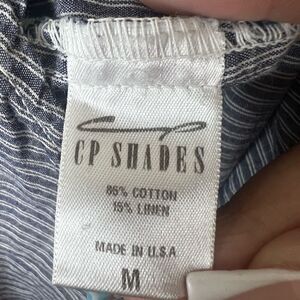 CP SHADES
85% COTTON
15% LINEN
MADE IN U.S.A
M